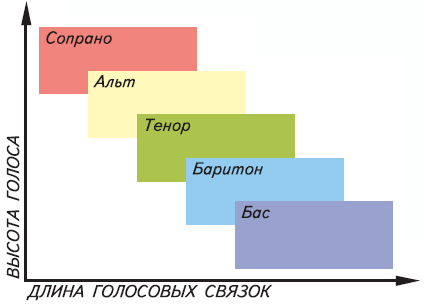 Сопрано
Альт
Тенор
Баритон
Бас
ВЫСОТА ГОЛОСА
ДЛИНА ГОЛОСОВЫХ СВЯЗОК